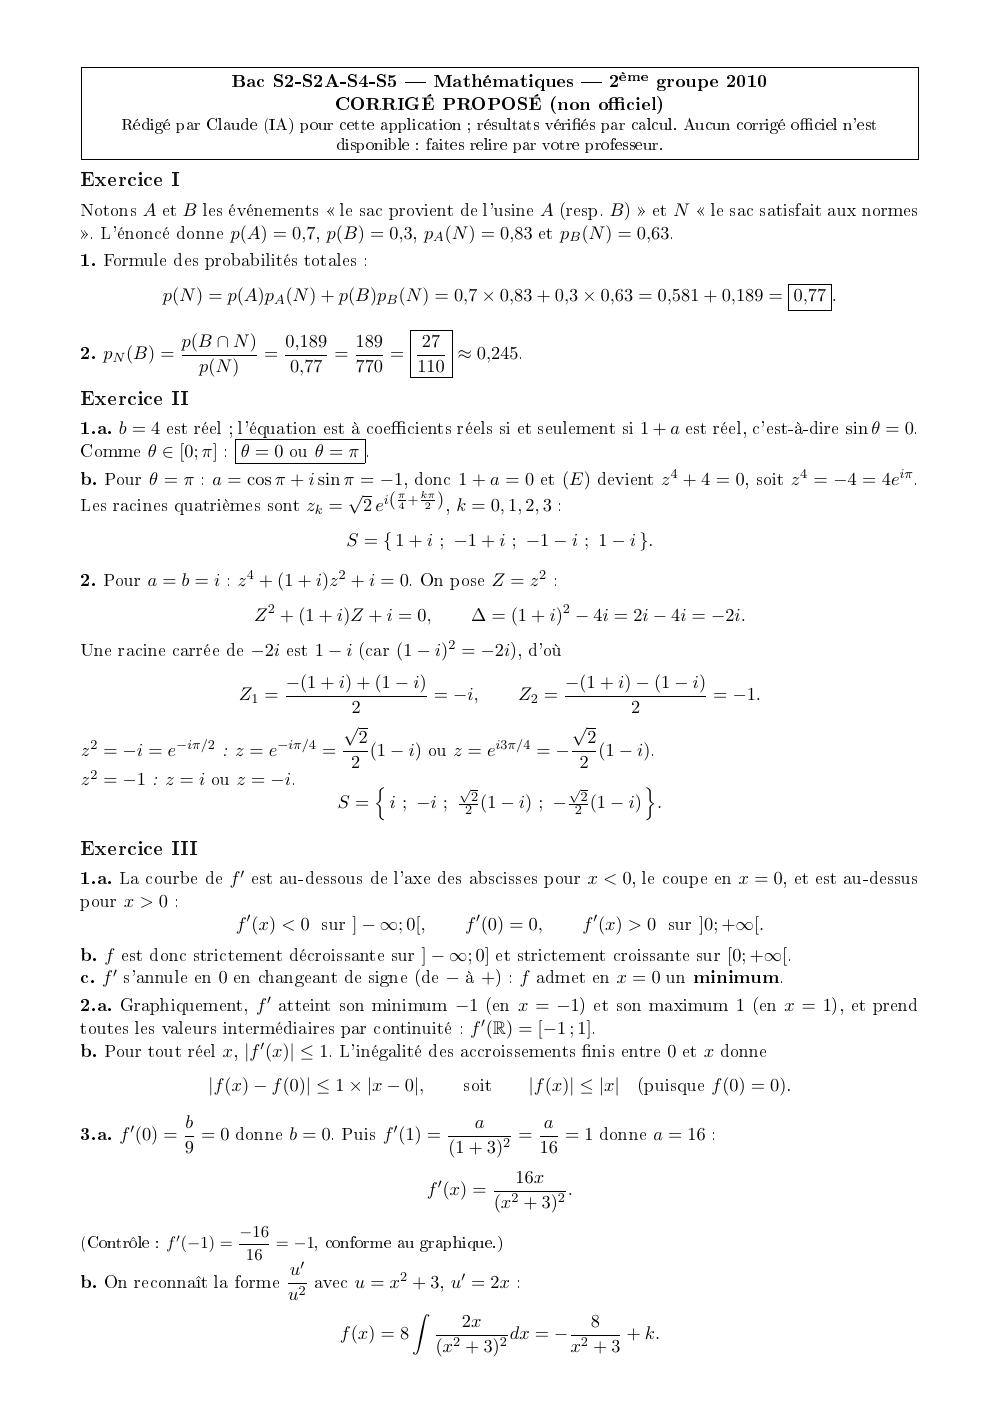 Bac S2-S2A-S4-S5 — Mathématiques — 2ème groupe 2010
CORRIGÉ PROPOSÉ (non officiel)
Rédigé par Claude (IA) pour cette application ; résultats vérifiés par calcul. Aucun corrigé officiel n'est
disponible : faites relire par votre professeur.
Exercice I
Notons A et B les événements « le sac provient de l'usine A (resp. B) » et N « le sac satisfait aux normes
». L'énoncé donne p(A) = 0,7, p(B) = 0,3, p_A(N) = 0,83 et p_B(N) = 0,63.
1. Formule des probabilités totales :
p(N) = p(A)p_A(N) + p(B)p_B(N) = 0,7 × 0,83 + 0,3 × 0,63 = 0,581 + 0,189 = 0,77.
2. p_N(B) = p(B ∩ N)/p(N) = 0,189/0,77 = 189/770 = 27/110 ≈ 0,245.
Exercice II
1.a. b = 4 est réel ; l'équation est à coefficients réels si et seulement si 1 + a est réel, c'est-à-dire sin θ = 0.
Comme θ ∈ [0; π] : θ = 0 ou θ = π.
b. Pour θ = π : a = cos π + i sin π = −1, donc 1 + a = 0 et (E) devient z⁴ + 4 = 0, soit z⁴ = −4 = 4e^{iπ}.
Les racines quatrièmes sont z_k = √2 e^{i(π/4 + kπ/2)}, k = 0, 1, 2, 3 :
S = { 1 + i ; −1 + i ; −1 − i ; 1 − i }.
2. Pour a = b = i : z⁴ + (1 + i)z² + i = 0. On pose Z = z² :
Z² + (1 + i)Z + i = 0, Δ = (1 + i)² − 4i = 2i − 4i = −2i.
Une racine carrée de −2i est 1 − i (car (1 − i)² = −2i), d'où
Z₁ = (−(1 + i) + (1 − i))/2 = −i, Z₂ = (−(1 + i) − (1 − i))/2 = −1.
z² = −i = e^{−iπ/2} : z = e^{−iπ/4} = √2/2 (1 − i) ou z = e^{i3π/4} = −√2/2 (1 − i).
z² = −1 : z = i ou z = −i.
S = { i ; −i ; √2/2 (1 − i) ; −√2/2 (1 − i) }.
Exercice III
1.a. La courbe de f′ est au-dessous de l'axe des abscisses pour x < 0, le coupe en x = 0, et est au-dessus
pour x > 0 :
f′(x) < 0 sur ] − ∞; 0[, f′(0) = 0, f′(x) > 0 sur ]0; +∞[.
b. f est donc strictement décroissante sur ] − ∞; 0] et strictement croissante sur [0; +∞[.
c. f′ s'annule en 0 en changeant de signe (de − à +) : f admet en x = 0 un minimum.
2.a. Graphiquement, f′ atteint son minimum −1 (en x = −1) et son maximum 1 (en x = 1), et prend
toutes les valeurs intermédiaires par continuité : f′(ℝ) = [−1 ; 1].
b. Pour tout réel x, |f′(x)| ≤ 1. L'inégalité des accroissements finis entre 0 et x donne
|f(x) − f(0)| ≤ 1 × |x − 0|, soit |f(x)| ≤ |x| (puisque f(0) = 0).
3.a. f′(0) = b/9 = 0 donne b = 0. Puis f′(1) = a/(1 + 3)² = a/16 = 1 donne a = 16 :
f′(x) = 16x/(x² + 3)².
(Contrôle : f′(−1) = −16/16 = −1, conforme au graphique.)
b. On reconnaît la forme u′/u² avec u = x² + 3, u′ = 2x :
f(x) = 8 ∫ 2x/(x² + 3)² dx = −8/(x² + 3) + k.